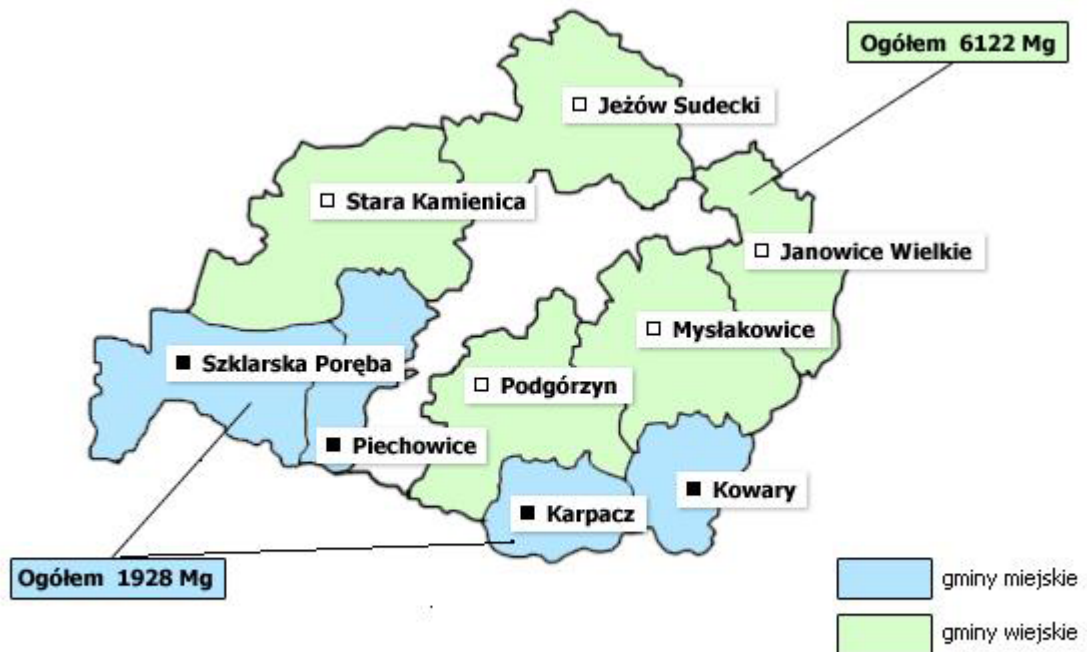 Ogółem 6122 Mg
Jeżów Sudecki
Stara Kamienica
Janowice Wielkie
Mysłakowice
Szklarska Poręba
Podgórzyn
Piechowice
Kowary
Karpacz
Ogółem 1928 Mg
gminy miejskie
gminy wiejskie